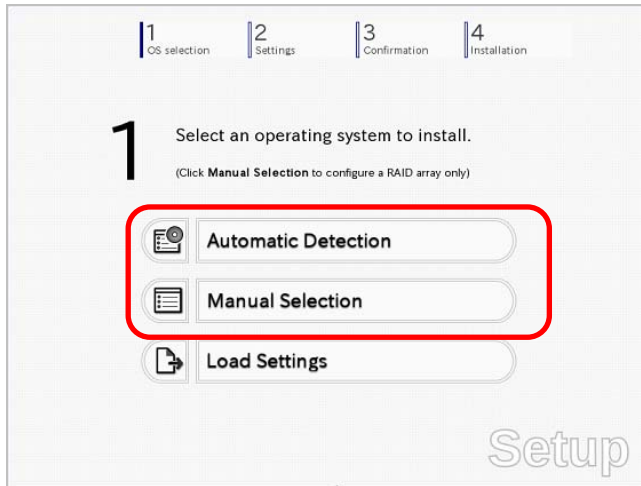 1 2 3 4
OS selection Settings Confirmation Installation
1 Select an operating system to install.
(Click Manual Selection to configure a RAID array only)
Automatic Detection
Manual Selection
Load Settings
Setup